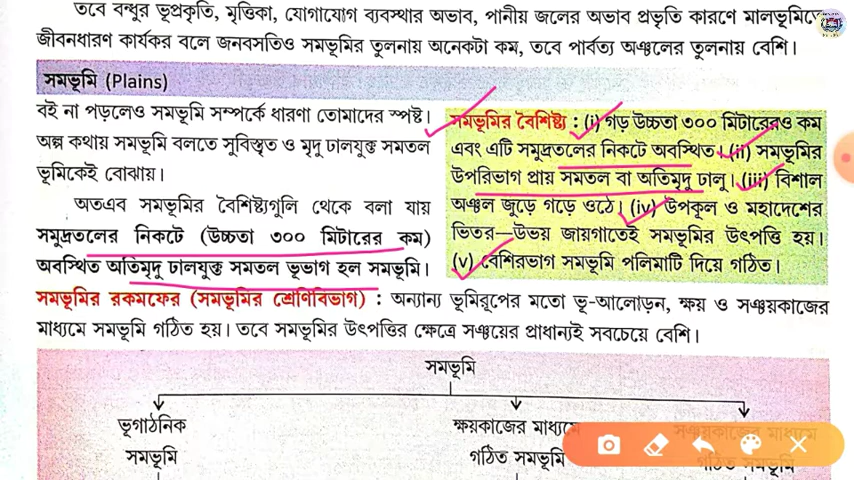 তবে বন্ধুর ভূপ্রকৃতি, মৃত্তিকা, যোগাযোগ ব্যবস্থার অভাব, পানীয় জলের অভাব প্রভৃতি কারণে মালভূমিতে
জীবনধারণ কার্যকর বলে জনবসতিও সমভূমির তুলনায় অনেকটা কম, তবে পার্বত্য অঞ্চলের তুলনায় বেশি।
সমভূমি (Plains)
বই না পড়লেও সমভূমি সম্পর্কে ধারণা তোমাদের স্পষ্ট।
অল্প কথায় সমভূমি বলতে সুবিস্তৃত ও মৃদু ঢালযুক্ত সমতল
ভূমিকেই বোঝায়।
অতএব সমভূমির বৈশিষ্ট্যগুলি থেকে বলা যায়
সমুদ্রতলের নিকটে (উচ্চতা ৩০০ মিটারের কম)
অবস্থিত অতিমৃদু ঢালযুক্ত সমতল ভূভাগ হল সমভূমি।
সমভূমির বৈশিষ্ট্য : (i) গড় উচ্চতা ৩০০ মিটারেরও কম
এবং এটি সমুদ্রতলের নিকটে অবস্থিত। (ii) সমভূমির
উপরিভাগ প্রায় সমতল বা অতিমৃদু ঢালু। (iii) বিশাল
অঞ্চল জুড়ে গড়ে ওঠে। (iv) উপকূল ও মহাদেশের
ভিতর—উভয় জায়গাতেই সমভূমির উৎপত্তি হয়।
(v) বেশিরভাগ সমভূমি পলিমাটি দিয়ে গঠিত।
সমভূমির রকমফের (সমভূমির শ্রেণিবিভাগ) : অন্যান্য ভূমিরূপের মতো ভূ-আলোড়ন, ক্ষয় ও সঞ্চয়কাজের
মাধ্যমে সমভূমি গঠিত হয়। তবে সমভূমির উৎপত্তির ক্ষেত্রে সঞ্চয়ের প্রাধান্যই সবচেয়ে বেশি।
সমভূমি
ভূগাঠনিক
সমভূমি
ক্ষয়কাজের মাধ্যমে
গঠিত সমভূমি
সঞ্চয়কাজের মাধ্যমে
গঠিত সমভূমি